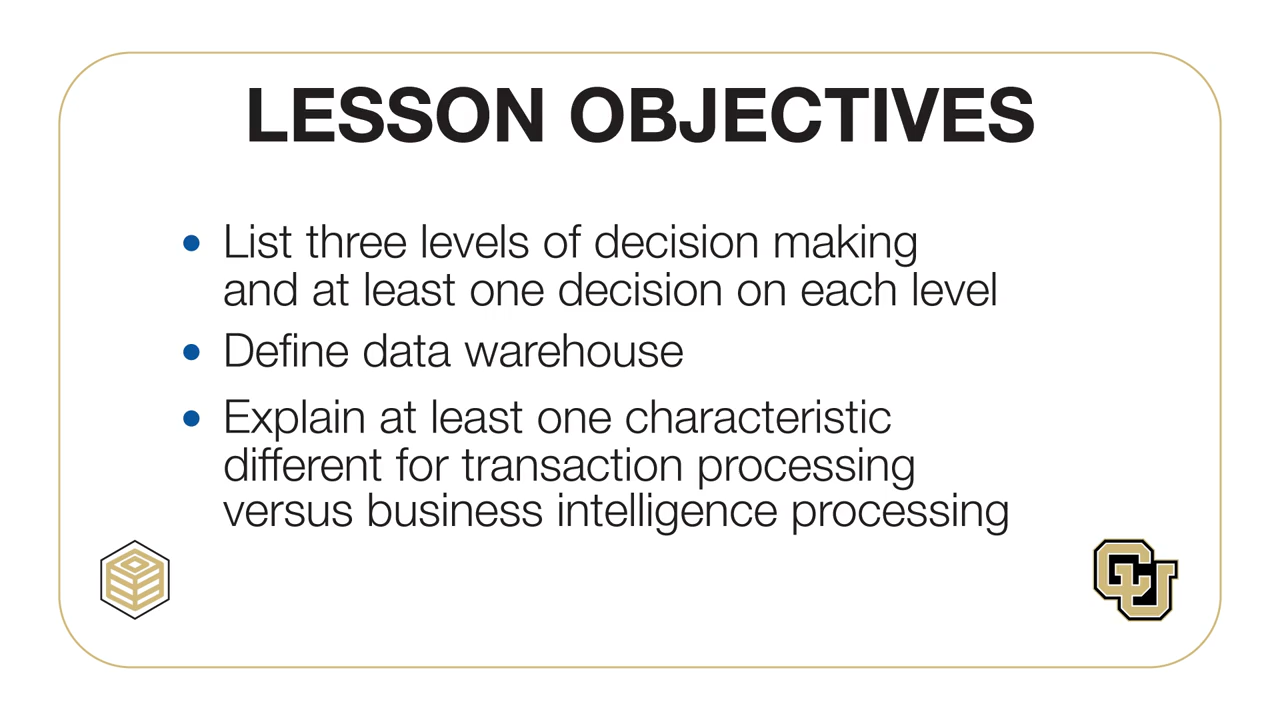 LESSON OBJECTIVES
• List three levels of decision making
and at least one decision on each level
• Define data warehouse
• Explain at least one characteristic
different for transaction processing
versus business intelligence processing
CU